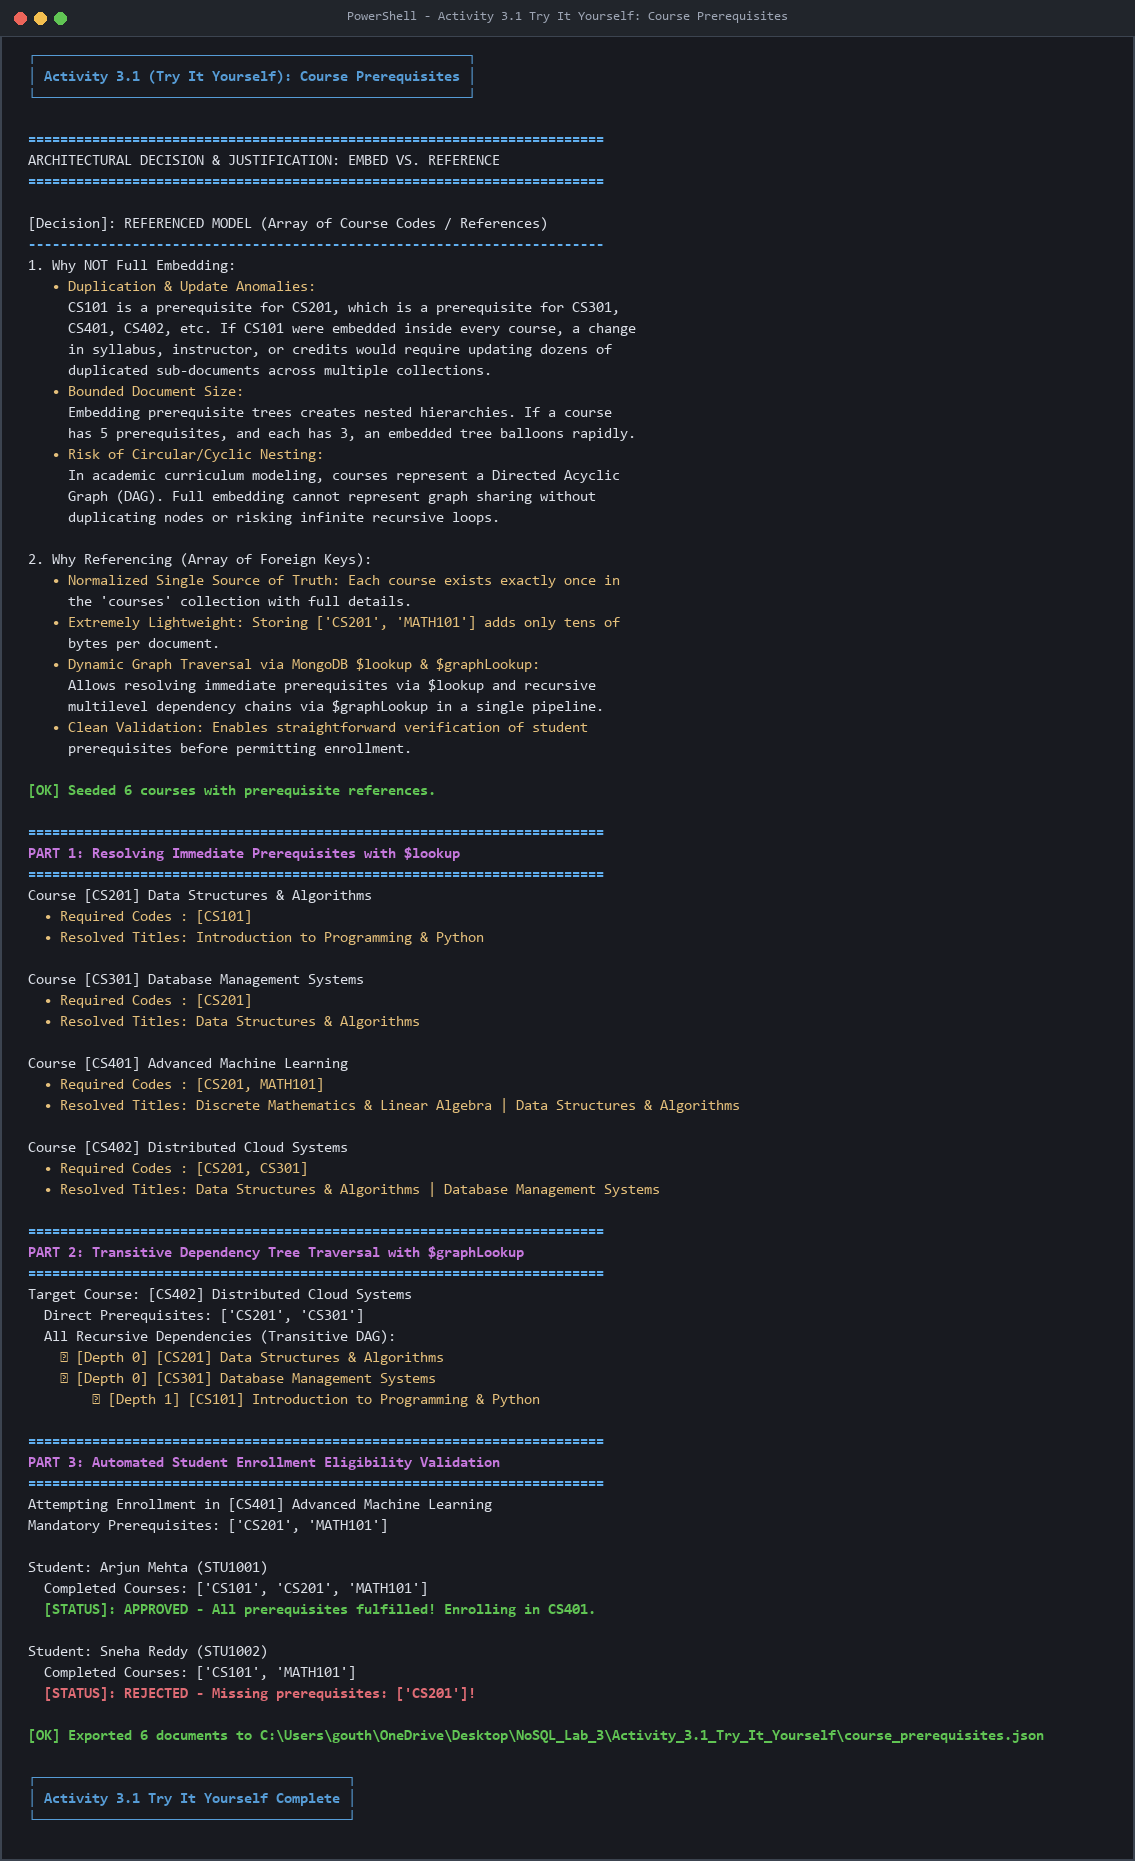 PowerShell - Activity 3.1 Try It Yourself: Course Prerequisites
Activity 3.1 (Try It Yourself): Course Prerequisites
========================================================================
ARCHITECTURAL DECISION & JUSTIFICATION: EMBED VS. REFERENCE
========================================================================
[Decision]: REFERENCED MODEL (Array of Course Codes / References)
------------------------------------------------------------------------
1. Why NOT Full Embedding:
• Duplication & Update Anomalies:
CS101 is a prerequisite for CS201, which is a prerequisite for CS301,
CS401, CS402, etc. If CS101 were embedded inside every course, a change
in syllabus, instructor, or credits would require updating dozens of
duplicated sub-documents across multiple collections.
• Bounded Document Size:
Embedding prerequisite trees creates nested hierarchies. If a course
has 5 prerequisites, and each has 3, an embedded tree balloons rapidly.
• Risk of Circular/Cyclic Nesting:
In academic curriculum modeling, courses represent a Directed Acyclic
Graph (DAG). Full embedding cannot represent graph sharing without
duplicating nodes or risking infinite recursive loops.
2. Why Referencing (Array of Foreign Keys):
• Normalized Single Source of Truth: Each course exists exactly once in
the 'courses' collection with full details.
• Extremely Lightweight: Storing ['CS201', 'MATH101'] adds only tens of
bytes per document.
• Dynamic Graph Traversal via MongoDB $lookup & $graphLookup:
Allows resolving immediate prerequisites via $lookup and recursive
multilevel dependency chains via $graphLookup in a single pipeline.
• Clean Validation: Enables straightforward verification of student
prerequisites before permitting enrollment.
[OK] Seeded 6 courses with prerequisite references.
========================================================================
PART 1: Resolving Immediate Prerequisites with $lookup
========================================================================
Course [CS201] Data Structures & Algorithms
• Required Codes : [CS101]
• Resolved Titles: Introduction to Programming & Python
Course [CS301] Database Management Systems
• Required Codes : [CS201]
• Resolved Titles: Data Structures & Algorithms
Course [CS401] Advanced Machine Learning
• Required Codes : [CS201, MATH101]
• Resolved Titles: Discrete Mathematics & Linear Algebra | Data Structures & Algorithms
Course [CS402] Distributed Cloud Systems
• Required Codes : [CS201, CS301]
• Resolved Titles: Data Structures & Algorithms | Database Management Systems
========================================================================
PART 2: Transitive Dependency Tree Traversal with $graphLookup
========================================================================
Target Course: [CS402] Distributed Cloud Systems
Direct Prerequisites: ['CS201', 'CS301']
All Recursive Dependencies (Transitive DAG):
[Depth 0] [CS201] Data Structures & Algorithms
[Depth 0] [CS301] Database Management Systems
[Depth 1] [CS101] Introduction to Programming & Python
========================================================================
PART 3: Automated Student Enrollment Eligibility Validation
========================================================================
Attempting Enrollment in [CS401] Advanced Machine Learning
Mandatory Prerequisites: ['CS201', 'MATH101']
Student: Arjun Mehta (STU1001)
Completed Courses: ['CS101', 'CS201', 'MATH101']
[STATUS]: APPROVED - All prerequisites fulfilled! Enrolling in CS401.
Student: Sneha Reddy (STU1002)
Completed Courses: ['CS101', 'MATH101']
[STATUS]: REJECTED - Missing prerequisites: ['CS201']!
[OK] Exported 6 documents to C:\Users\gouth\OneDrive\Desktop\NoSQL_Lab_3\Activity_3.1_Try_It_Yourself\course_prerequisites.json
Activity 3.1 Try It Yourself Complete